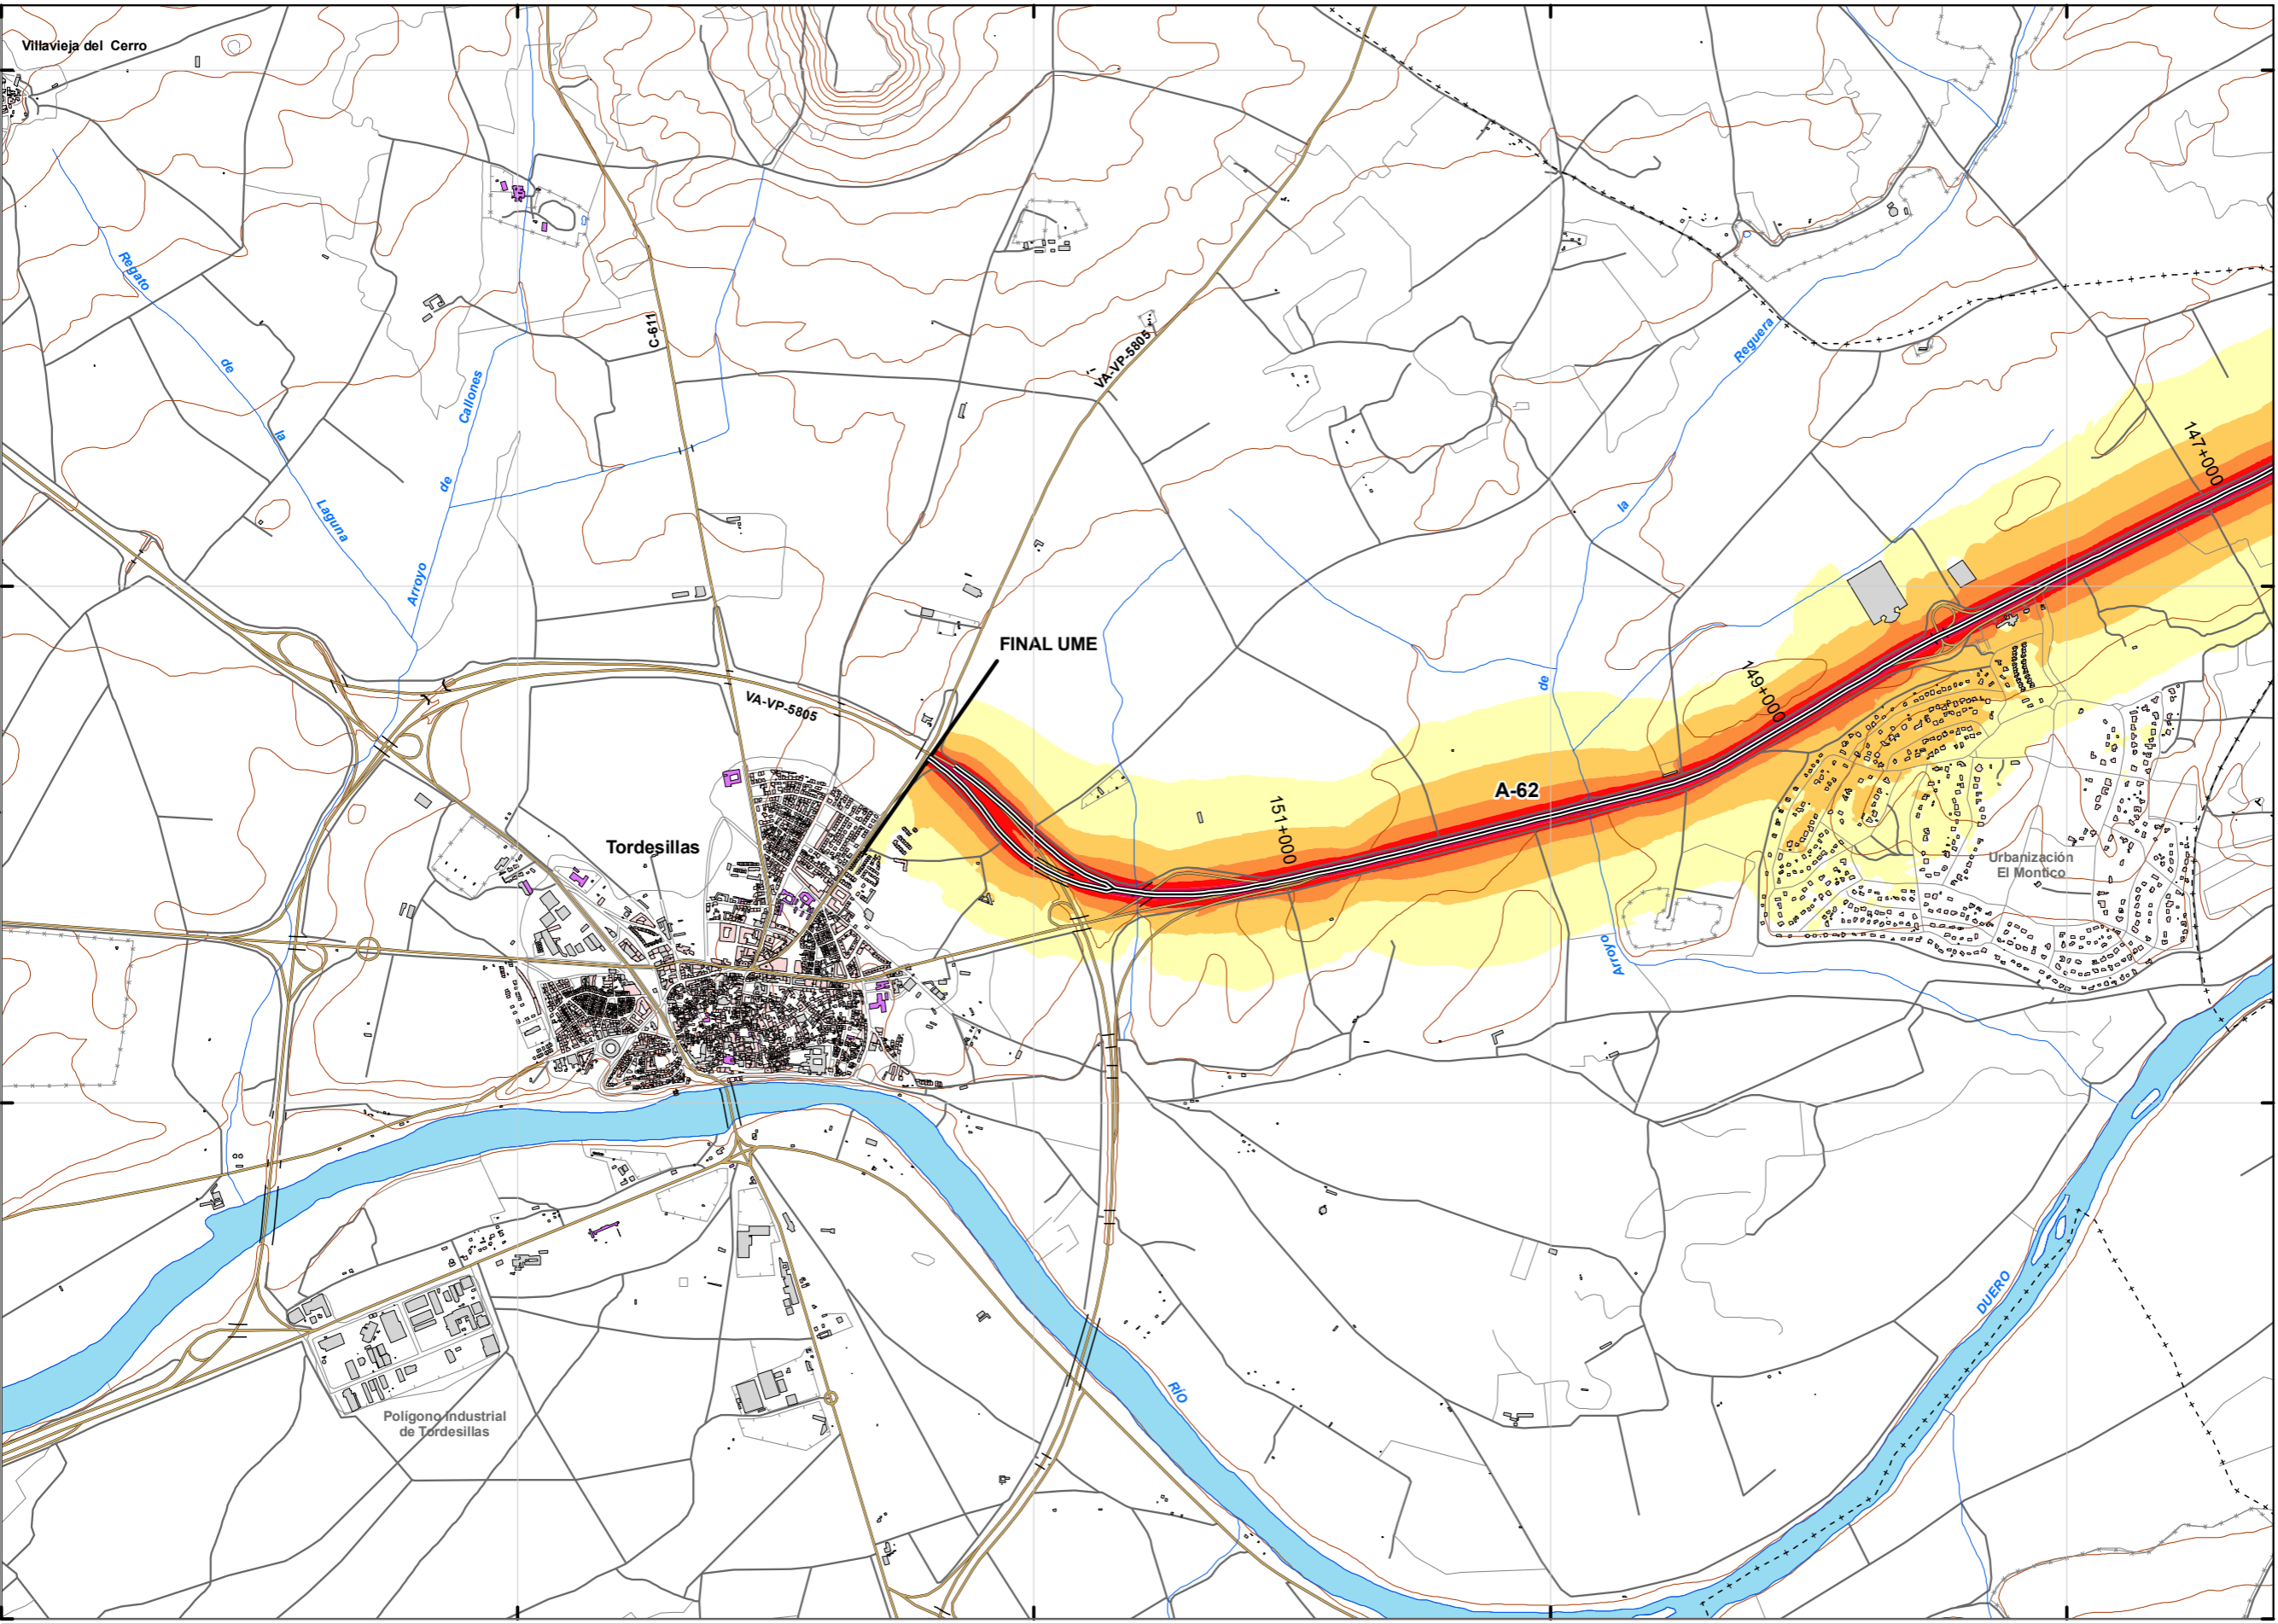 Villavieja del Cerro
Regato
de
la
Laguna
Arroyo
de
Callones
C-611
VA-VP-5805
Reguera
la
de
Arroyo
147+000
FINAL UME
149+000
VA-VP-5805
A-62
151+000
Tordesillas
Urbanización
El Montico
DUERO
RÍO
Polígono Industrial
de Tordesillas